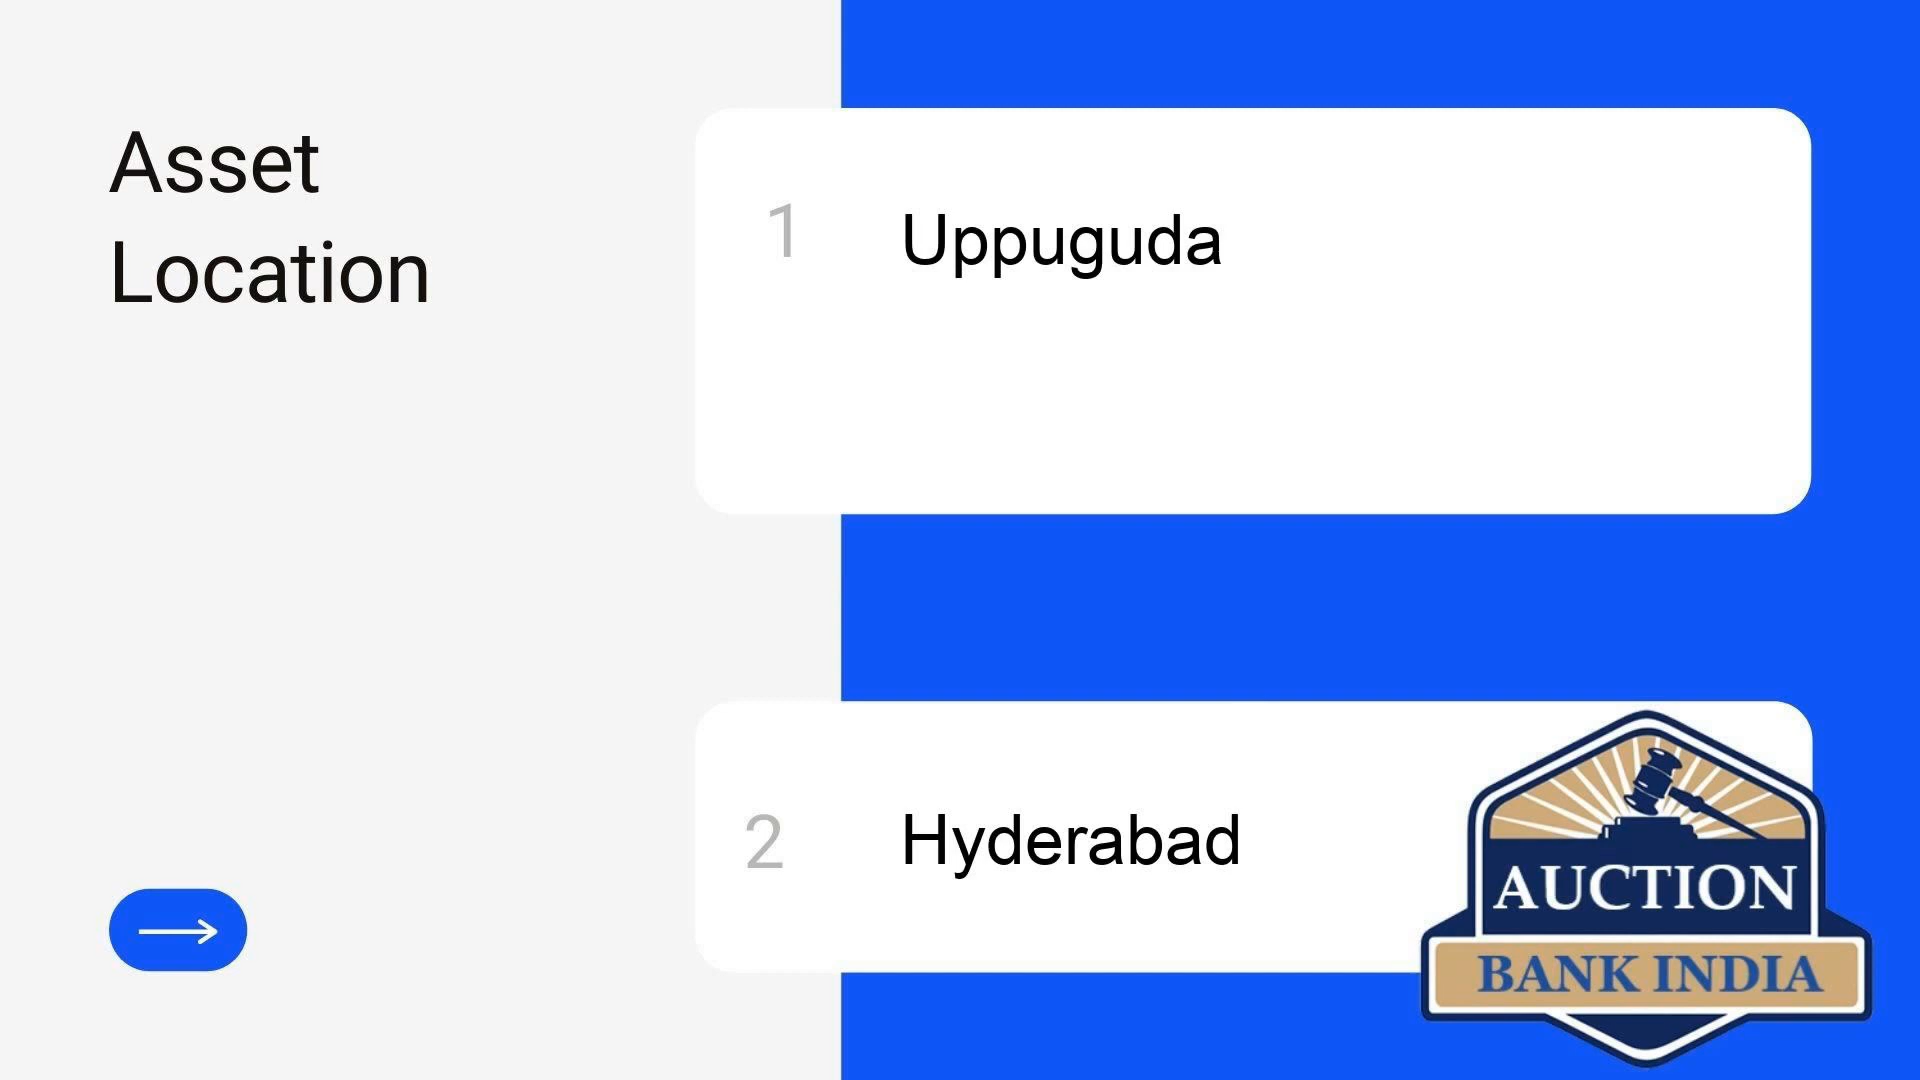 Asset
Location
1
Uppuguda
2
Hyderabad
AUCTION
BANK INDIA